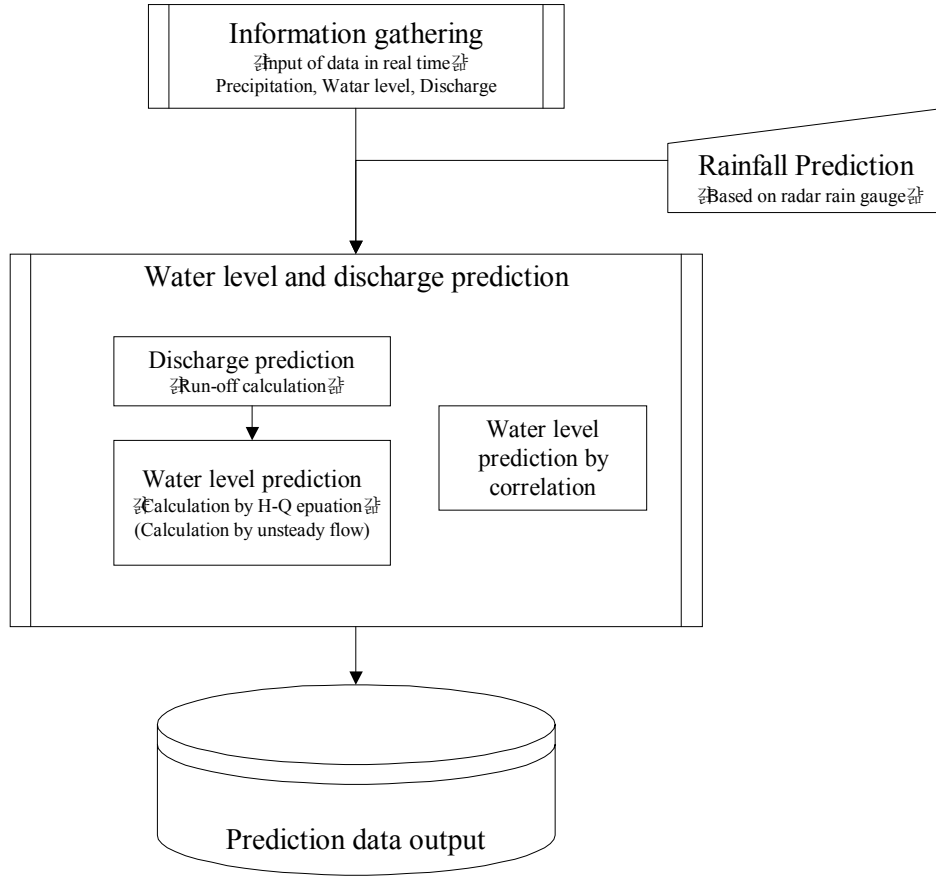 Information gathering
Input of data in real time
Precipitation, Watar level, Discharge
Rainfall Prediction
Based on radar rain gauge
Water level and discharge prediction
Discharge prediction
Run-off calculation
Water level prediction
Calculation by H-Q epuation
(Calculation by unsteady flow)
Water level
prediction by
correlation
Prediction data output